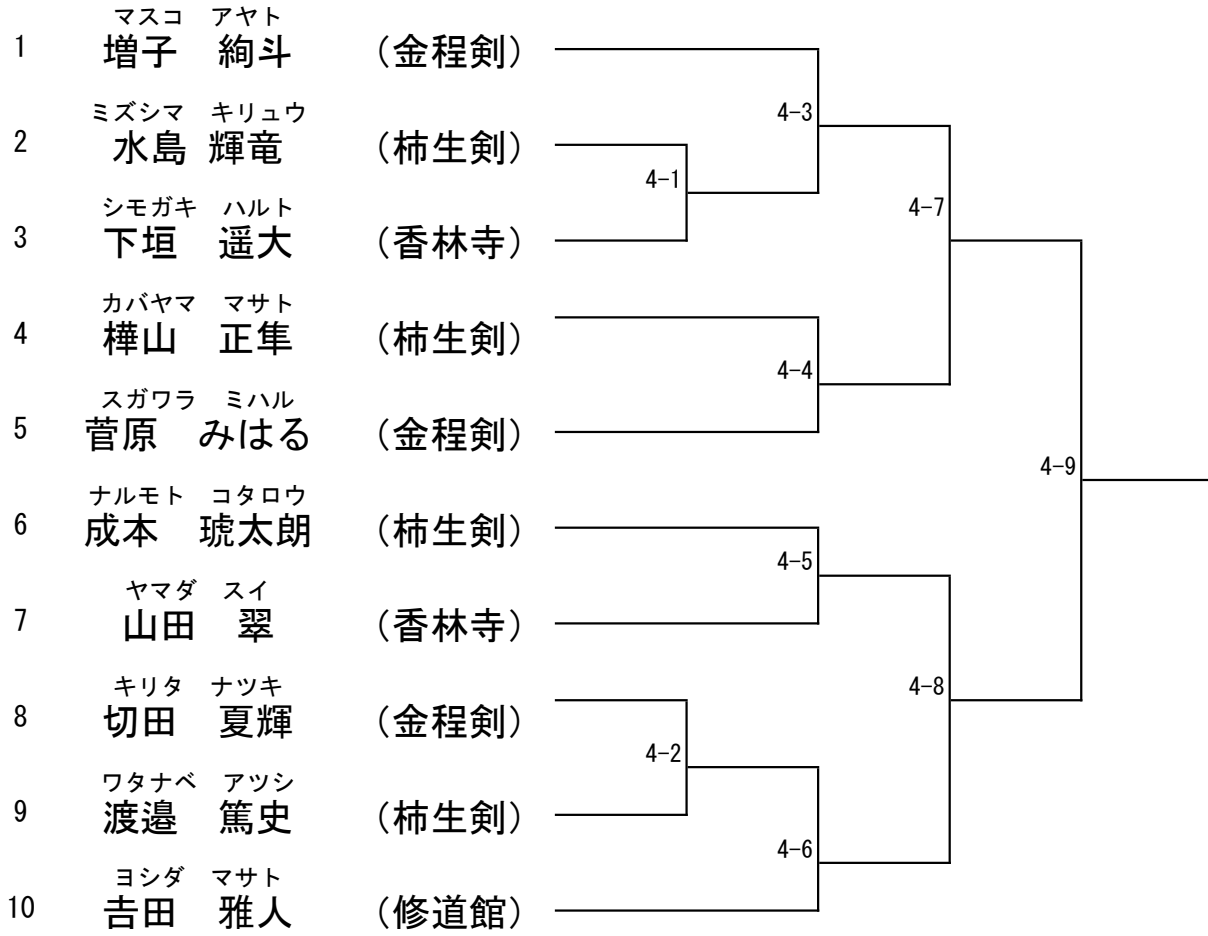 マスコ　アヤト
1　増子　絢斗　（金程剣）
4-3
ミズシマ　キリュウ
2　水島 輝竜　（柿生剣）
4-1
シモガキ　ハルト
4-7
3　下垣　遥大　（香林寺）
カバヤマ　マサト
4　樺山　正隼　（柿生剣）
4-4
スガワラ　ミハル
5　菅原　みはる　（金程剣）
4-9
ナルモト　コタロウ
6　成本　琥太朗　（柿生剣）
4-5
ヤマダ　スイ
7　山田　翠　（香林寺）
キリタ　ナツキ
4-8
8　切田　夏輝　（金程剣）
4-2
ワタナベ　アツシ
9　渡邉　篤史　（柿生剣）
4-6
ヨシダ　マサト
10　𠮷田　雅人　（修道館）